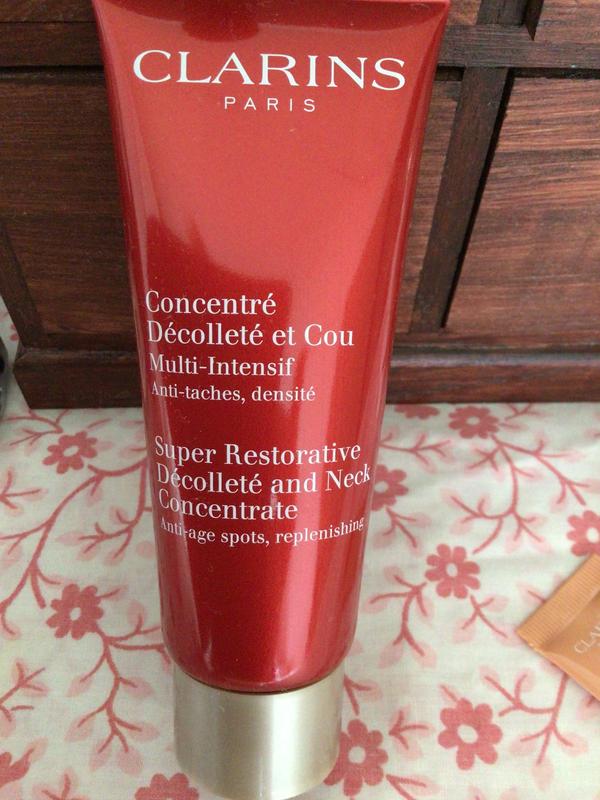 CLARINS
PARIS
Concentré
Décolleté et Cou
Multi-Intensif
Anti-taches, densité
Super Restorative
Décolleté and Neck
Concentrate
Anti-age spots, replenishing